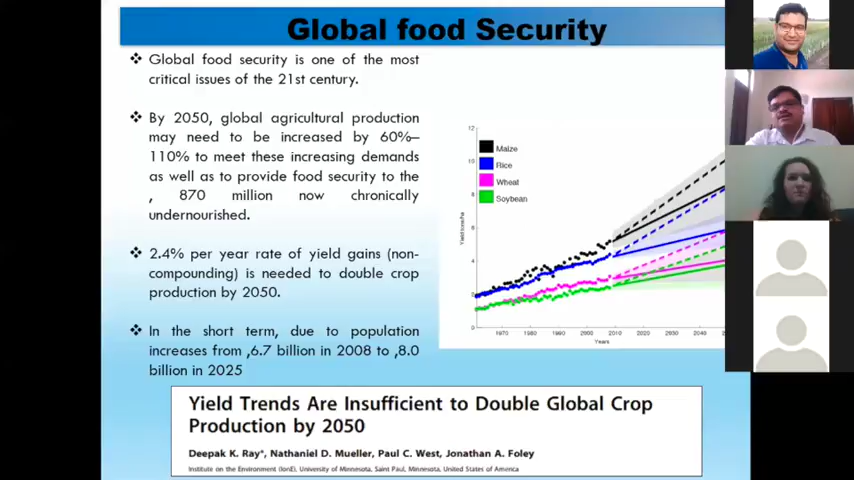 Global food Security
❖ Global food security is one of the most
critical issues of the 21st century.
❖ By 2050, global agricultural production
may need to be increased by 60%–
110% to meet these increasing demands
as well as to provide food security to the
, 870 million now chronically
undernourished.
❖ 2.4% per year rate of yield gains (non-
compounding) is needed to double crop
production by 2050.
❖ In the short term, due to population
increases from ,6.7 billion in 2008 to ,8.0
billion in 2025
12
10
8
6
4
2
0
Yield tons/ha
Maize
Rice
Wheat
Soybean
1970 1980 1990 2000 2010 2020 2030 2040
Years
Yield Trends Are Insufficient to Double Global Crop
Production by 2050
Deepak K. Ray*, Nathaniel D. Mueller, Paul C. West, Jonathan A. Foley
Institute on the Environment (IonE), University of Minnesota, Saint Paul, Minnesota, United States of America